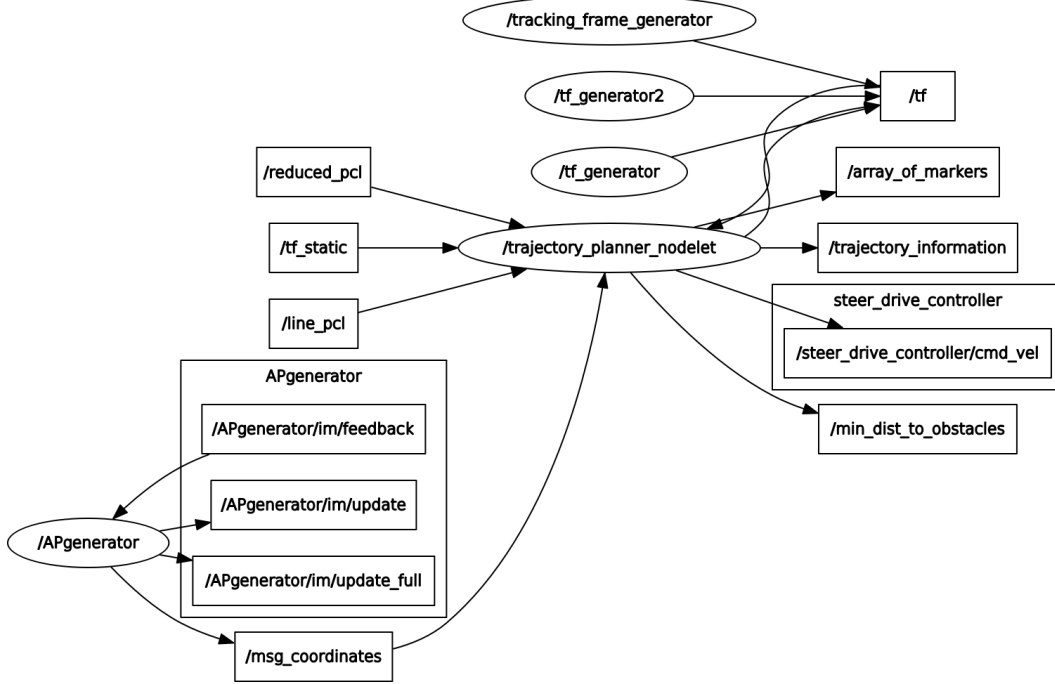 /tracking_frame_generator
/tf_generator2
/tf
/tf_generator
/reduced_pcl
/array_of_markers
/tf_static
/trajectory_planner_nodelet
/trajectory_information
/line_pcl
steer_drive_controller
/steer_drive_controller/cmd_vel
APgenerator
/APgenerator/im/feedback
/min_dist_to_obstacles
/APgenerator/im/update
/APgenerator
/APgenerator/im/update_full
/msg_coordinates